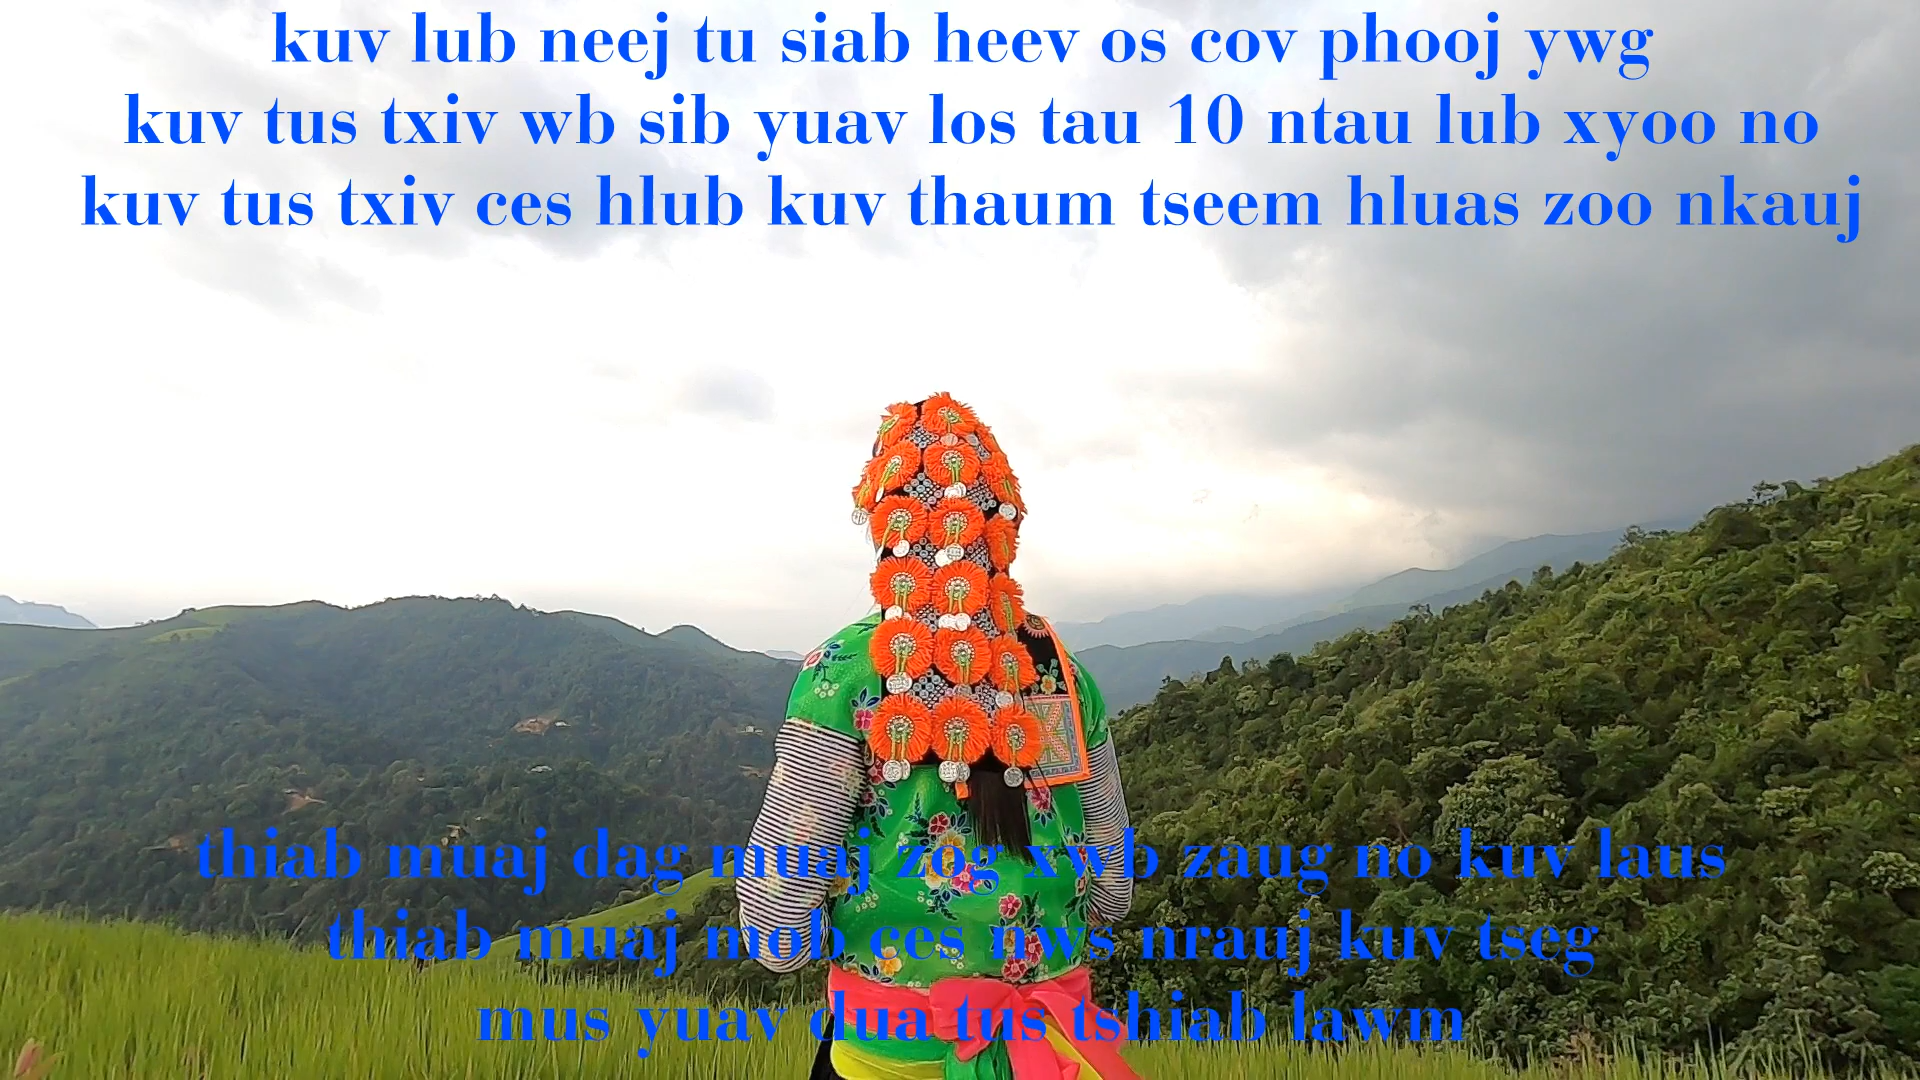 kuv lub neej tu siab heev os cov phooj ywg
kuv tus txiv wb sib yuav los tau 10 ntau lub xyoo no
kuv tus txiv ces hlub kuv thaum tseem hluas zoo nkauj
thiab muaj dag muaj zog xwb zaug no kuv laus
thiab muaj mob ces nws nrauj kuv tseg
mus yuav dua tus tshiab lawm